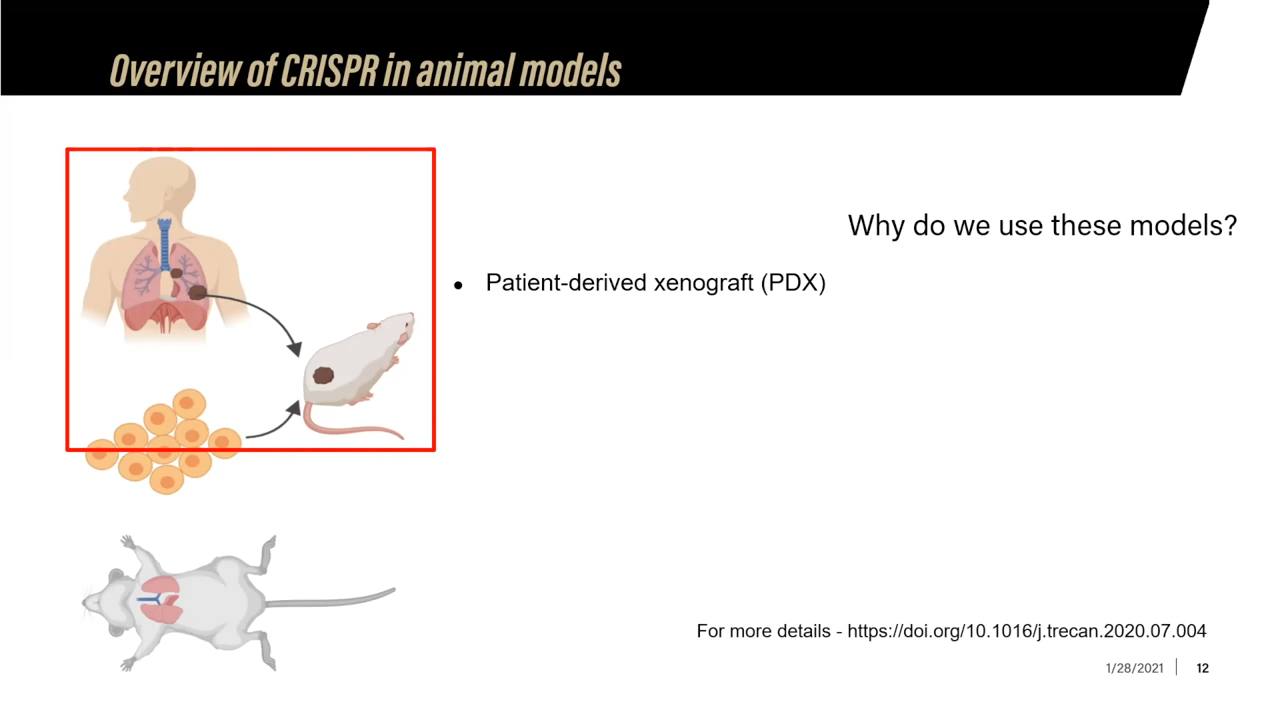 Overview of CRISPR in animal models
Why do we use these models?
● Patient-derived xenograft (PDX)
For more details - https://doi.org/10.1016/j.trecan.2020.07.004
1/28/2021 | 12